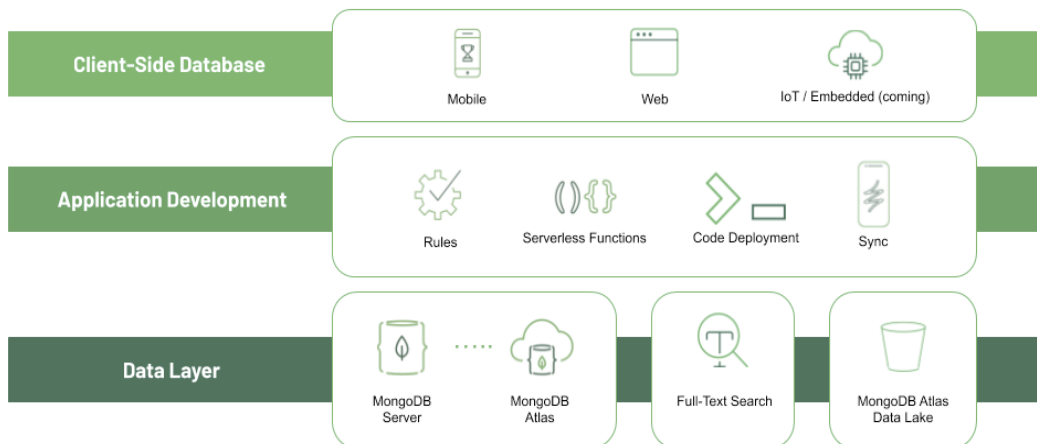 Client-Side Database
Mobile
Web
IoT / Embedded (coming)
Application Development
Rules
Serverless Functions
Code Deployment
Sync
Data Layer
MongoDB
Server
MongoDB
Atlas
Full-Text Search
MongoDB Atlas
Data Lake